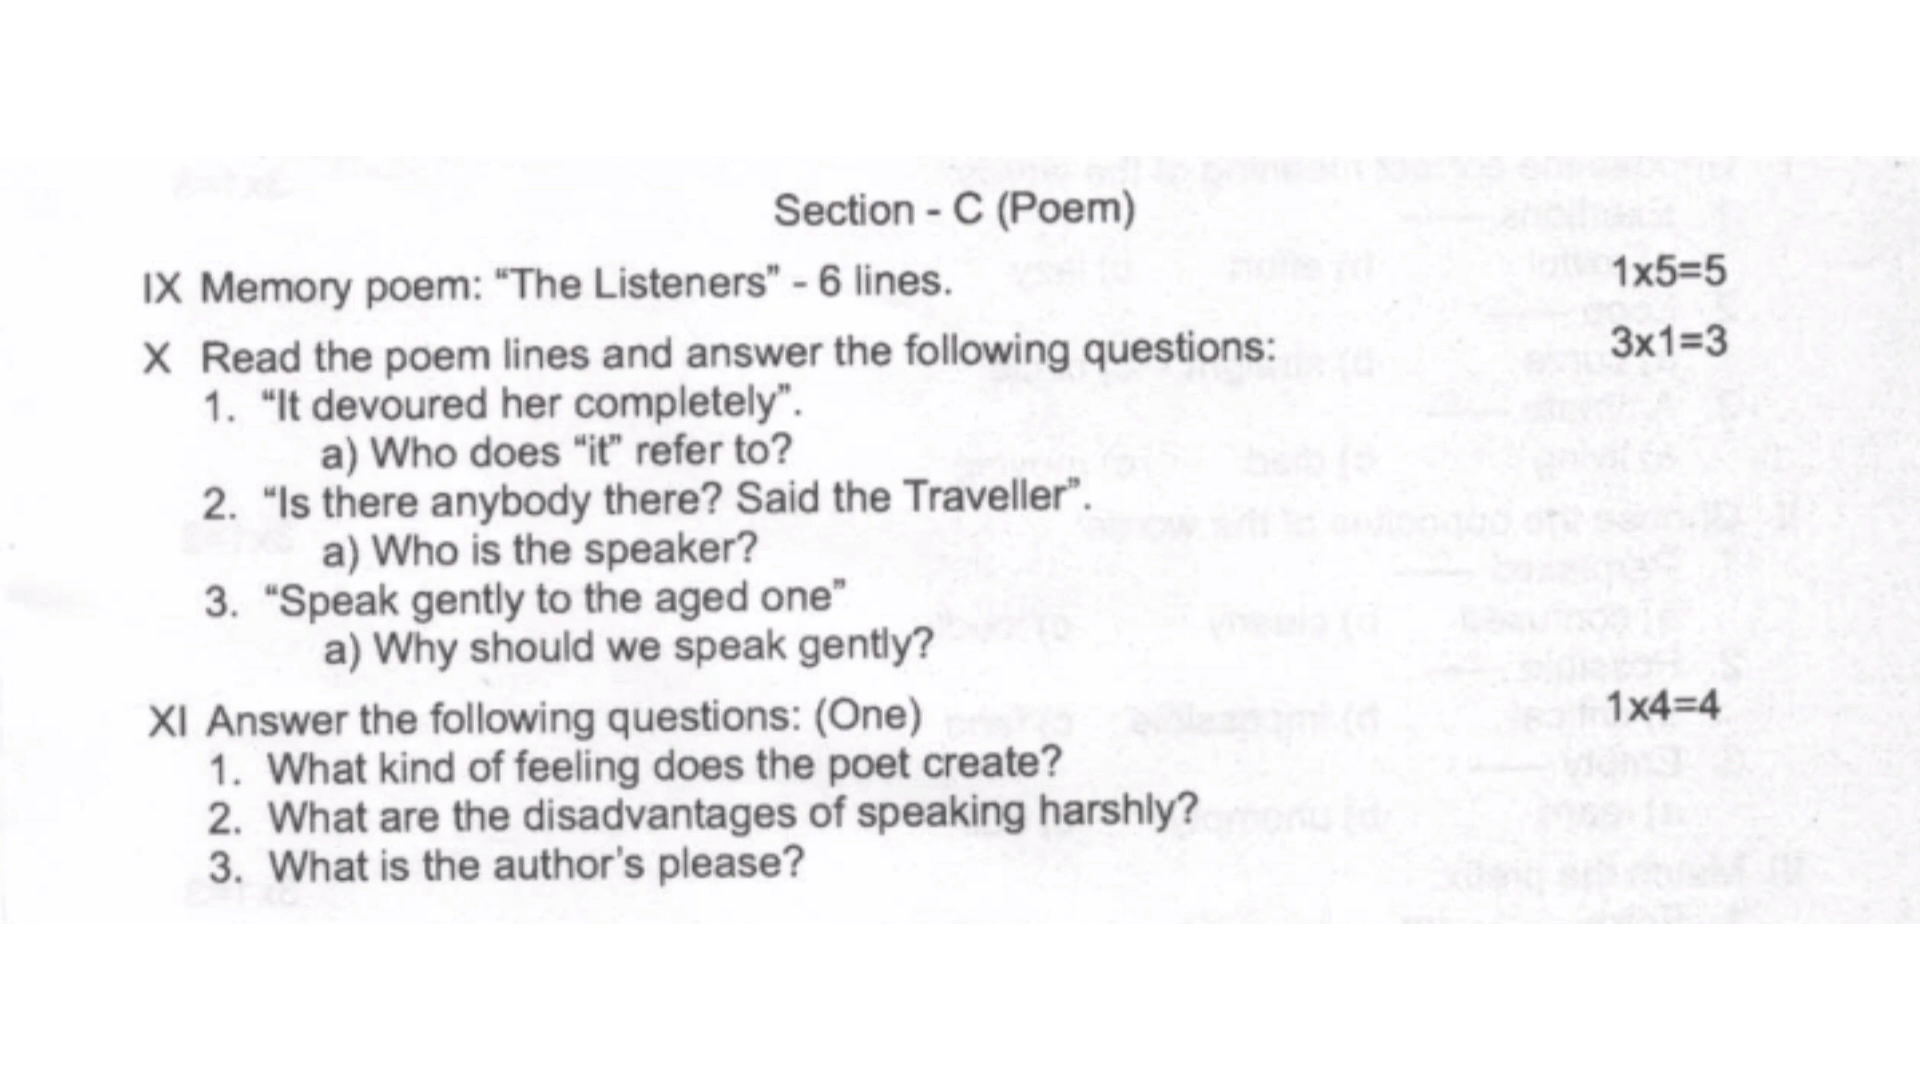 Section - C (Poem)
IX Memory poem: “The Listeners” - 6 lines. 1x5=5
X Read the poem lines and answer the following questions: 3x1=3
1. “It devoured her completely”.
a) Who does “it” refer to?
2. “Is there anybody there? Said the Traveller”.
a) Who is the speaker?
3. “Speak gently to the aged one”
a) Why should we speak gently?
XI Answer the following questions: (One) 1x4=4
1. What kind of feeling does the poet create?
2. What are the disadvantages of speaking harshly?
3. What is the author's please?